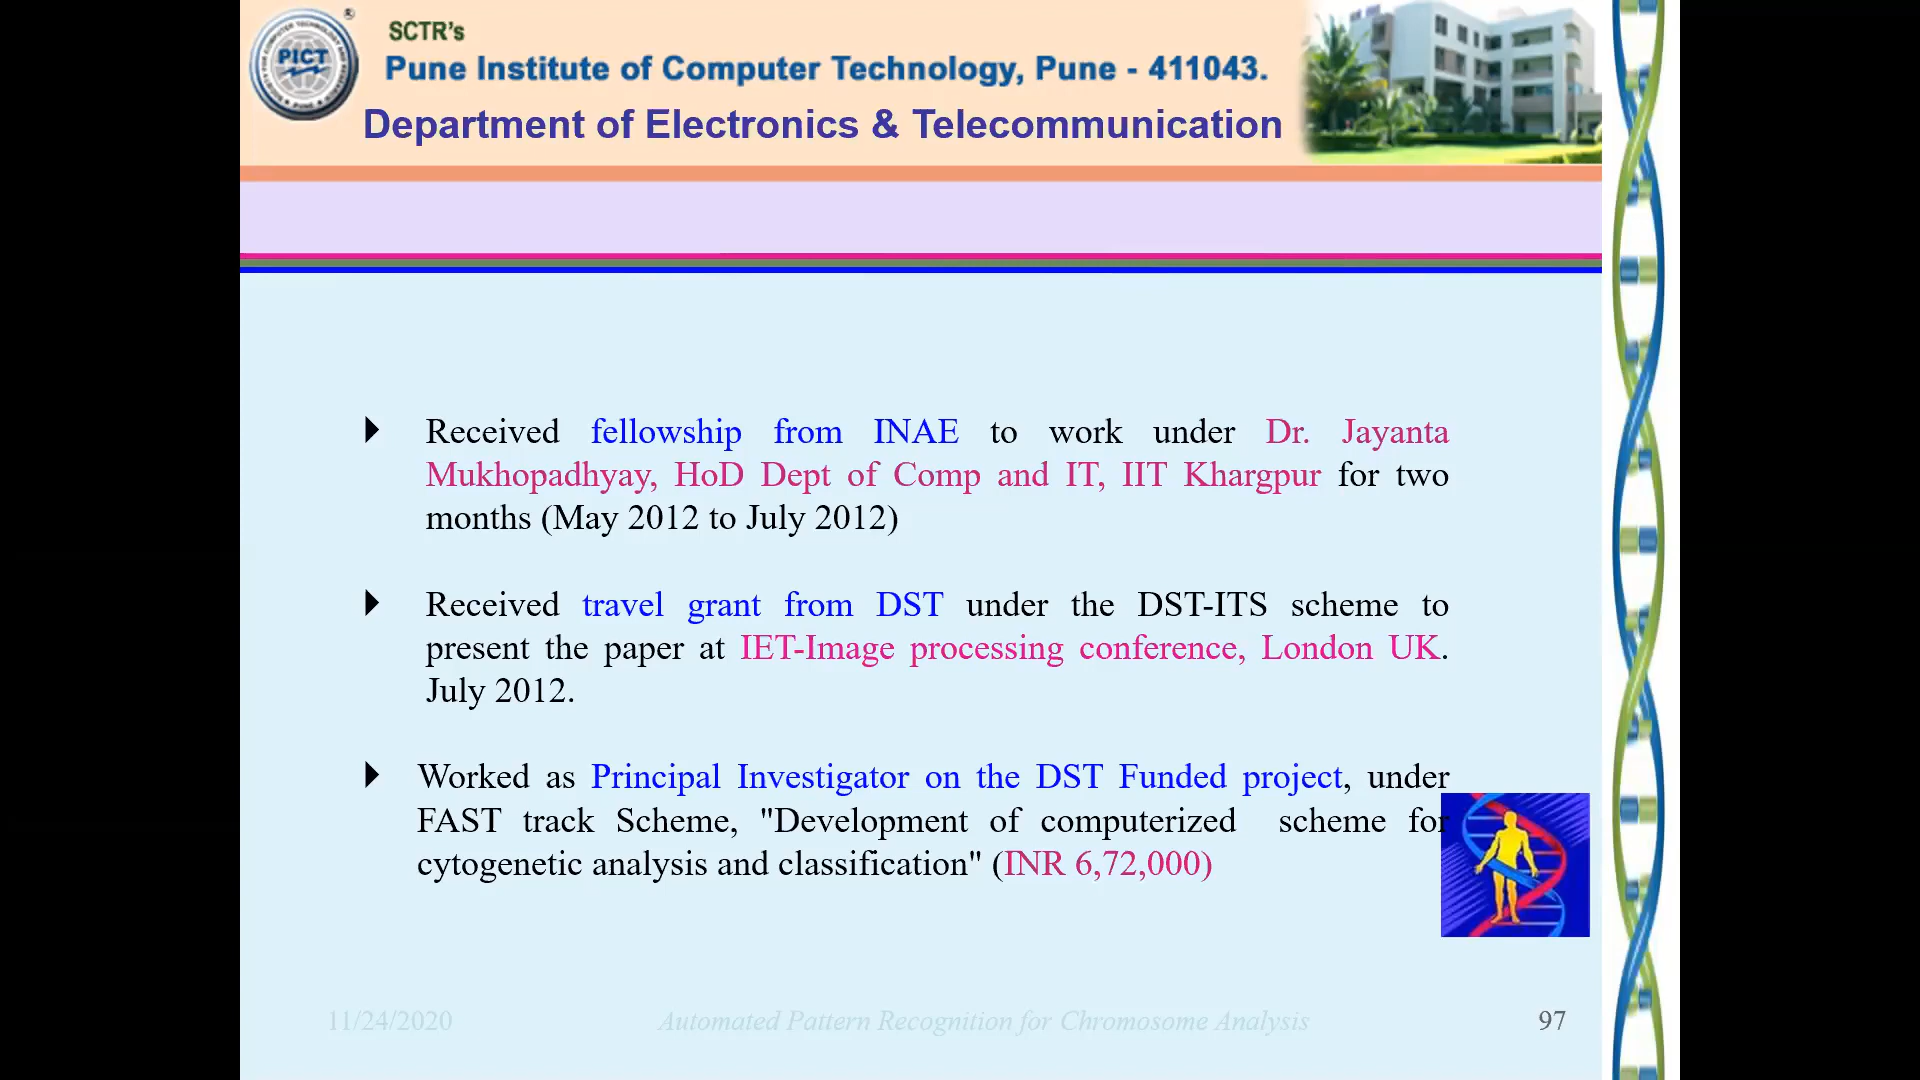 SCTR's
PICT
Pune Institute of Computer Technology, Pune - 411043.
Department of Electronics & Telecommunication
Received fellowship from INAE to work under Dr. Jayanta
Mukhopadhyay, HoD Dept of Comp and IT, IIT Khargpur for two
months (May 2012 to July 2012)
Received travel grant from DST under the DST-ITS scheme to
present the paper at IET-Image processing conference, London UK.
July 2012.
Worked as Principal Investigator on the DST Funded project, under
FAST track Scheme, "Development of computerized scheme for
cytogenetic analysis and classification" (INR 6,72,000)
11/24/2020
Automated Pattern Recognition for Chromosome Analysis
97